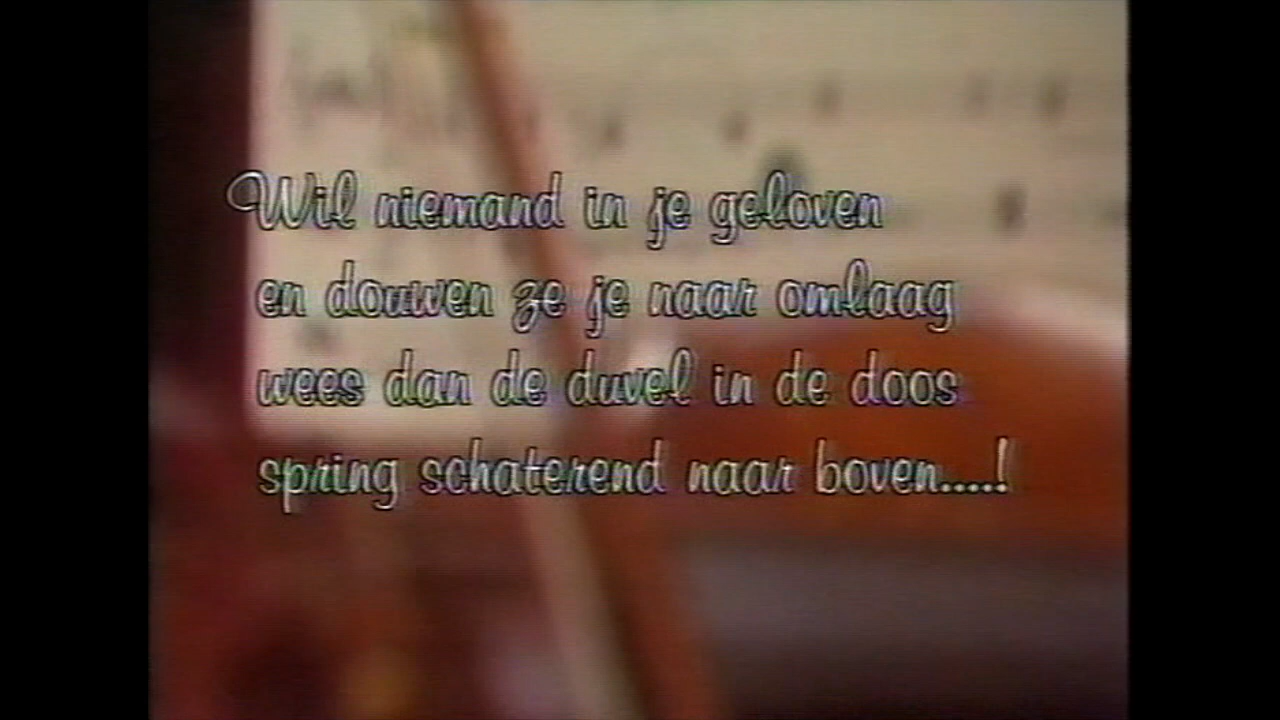 Wil niemand in je geloven
en douwen ze je naar omlaag
wees dan de duvel in de doos
spring schaterend naar boven....!